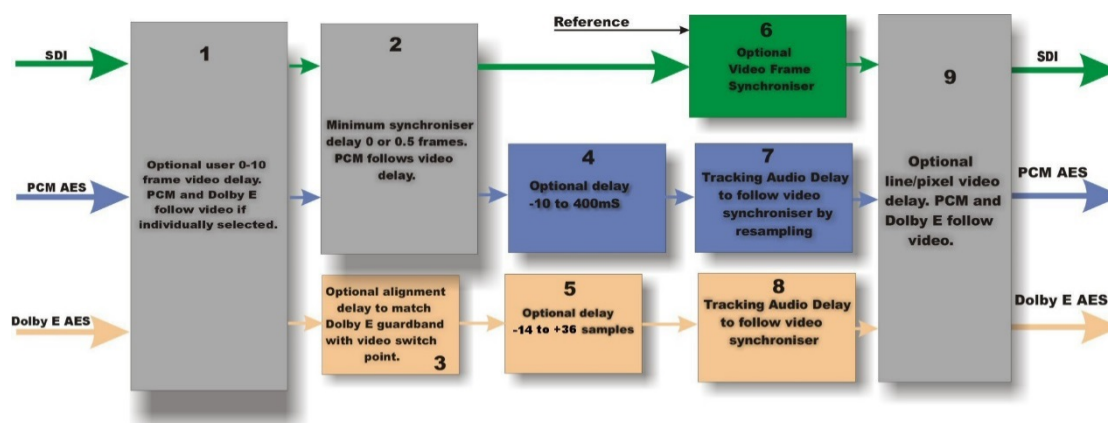 Reference
SDI
1
Optional user 0-10
frame video delay.
PCM and Dolby E
follow video if
individually selected.
2
Minimum synchroniser
delay 0 or 0.5 frames.
PCM follows video
delay.
6
Optional
Video Frame
Synchroniser
9
Optional
line/pixel video
delay. PCM and
Dolby E follow
video.
SDI
PCM AES
4
Optional delay
-10 to 400mS
7
Tracking Audio Delay
to follow video
synchroniser by
resampling
PCM AES
Dolby E AES
Optional alignment
delay to match
Dolby E guardband
with video switch
point.
3
5
Optional delay
-14 to +36 samples
8
Tracking Audio Delay
to follow video
synchroniser
Dolby E AES